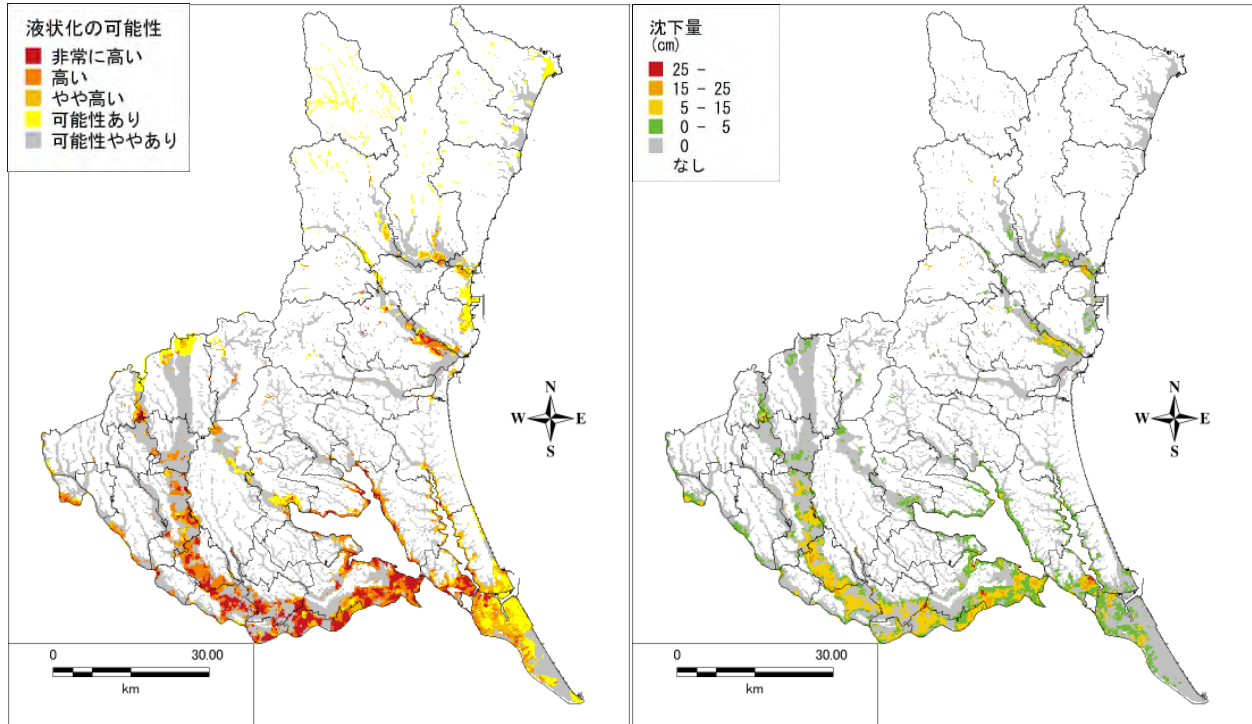 液状化の可能性
非常に高い
高い
やや高い
可能性あり
可能性ややあり
N
W E
S
0 30.00
km
沈下量
(cm)
25 -
15 - 25
5 - 15
0 - 5
0
なし
N
W E
S
0 30.00
km